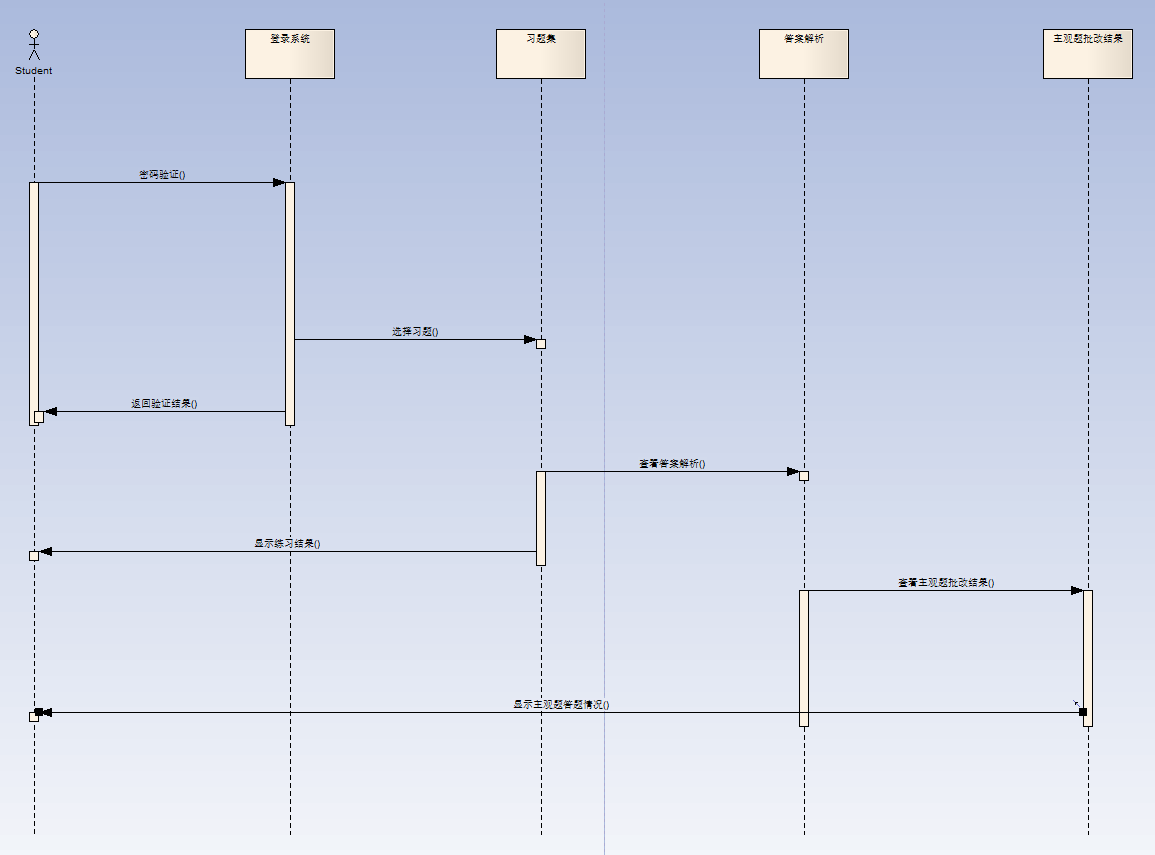 Student
登录系统
习题集
答案解析
主观题批改结果
密码验证()
选择习题()
返回验证结果()
查看答案解析()
显示练习结果()
查看主观题批改结果()
显示主观题答题情况()